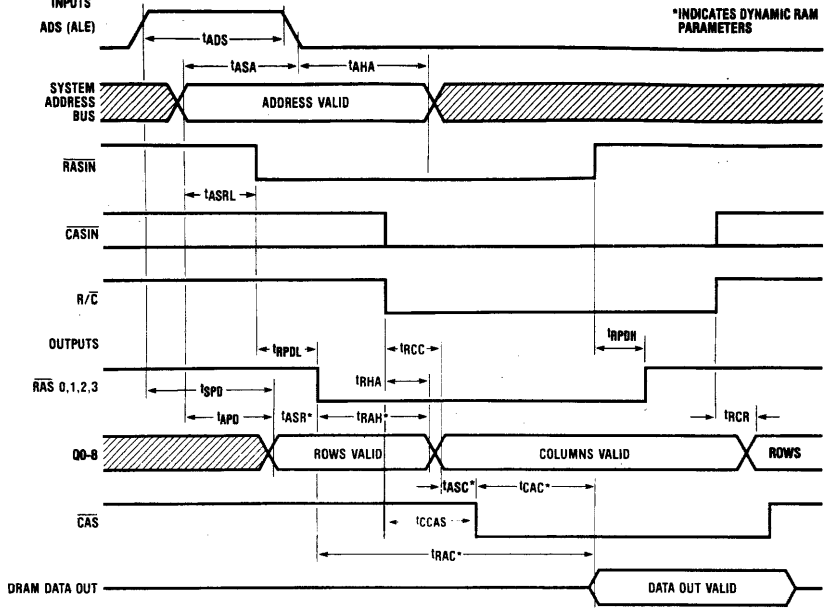 INPUTS
ADS (ALE)
*INDICATES DYNAMIC RAM
PARAMETERS
tADS
tASA
tAHA
SYSTEM
ADDRESS
BUS
ADDRESS VALID
RASIN
tASRL
CASIN
R/C
OUTPUTS
tRPDL
tRCC
tRPDH
RAS 0,1,2,3
tSPD
tRHA
tAPD
tASR*
tRAH*
tRCR
Q0-8
ROWS VALID
COLUMNS VALID
ROWS
tASC*
tCAC*
CAS
tCCAS
tRAC*
DRAM DATA OUT
DATA OUT VALID